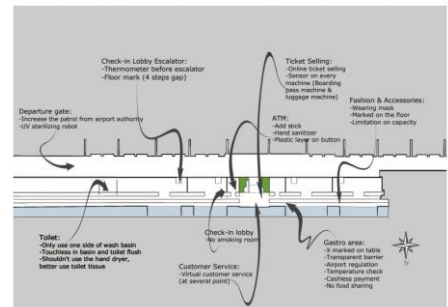 Check-in Lobby Escalator:
-Thermometer before escalator
-Floor mark (4 steps gap)
Ticket Selling:
-Online ticket selling
-Sensor on every
machine (Boarding
pass machine &
luggage machine)
Departure gate:
-Increase the patrol from airport authority
-UV sterilizing robot
ATM:
-Add stick
-Hand sanitizer
-Plastic layer on button
Fashion & Accessories:
-Wearing mask
-Marked on the floor
-Limitation on capacity
Toilet:
-Only use one side of wash basin
-Touchless in basin and toilet flush
-Shouldn't use the hand dryer,
better use toilet tissue
Check-in lobby
-No smoking room
Customer Service:
-Virtual customer service
(at several point)
Gastro area:
-X marked on table
-Transparent barrier
-Airport regulation
-Temperature check
-Cashless payment
-No food sharing
N